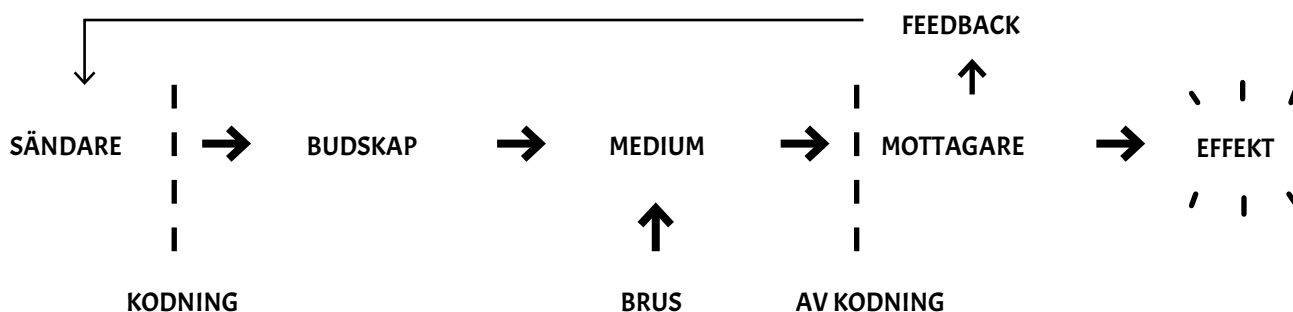 FEEDBACK
SÄNDARE BUDSKAP MEDIUM MOTTAGARE EFFEKT
KODNING BRUS AV KODNING